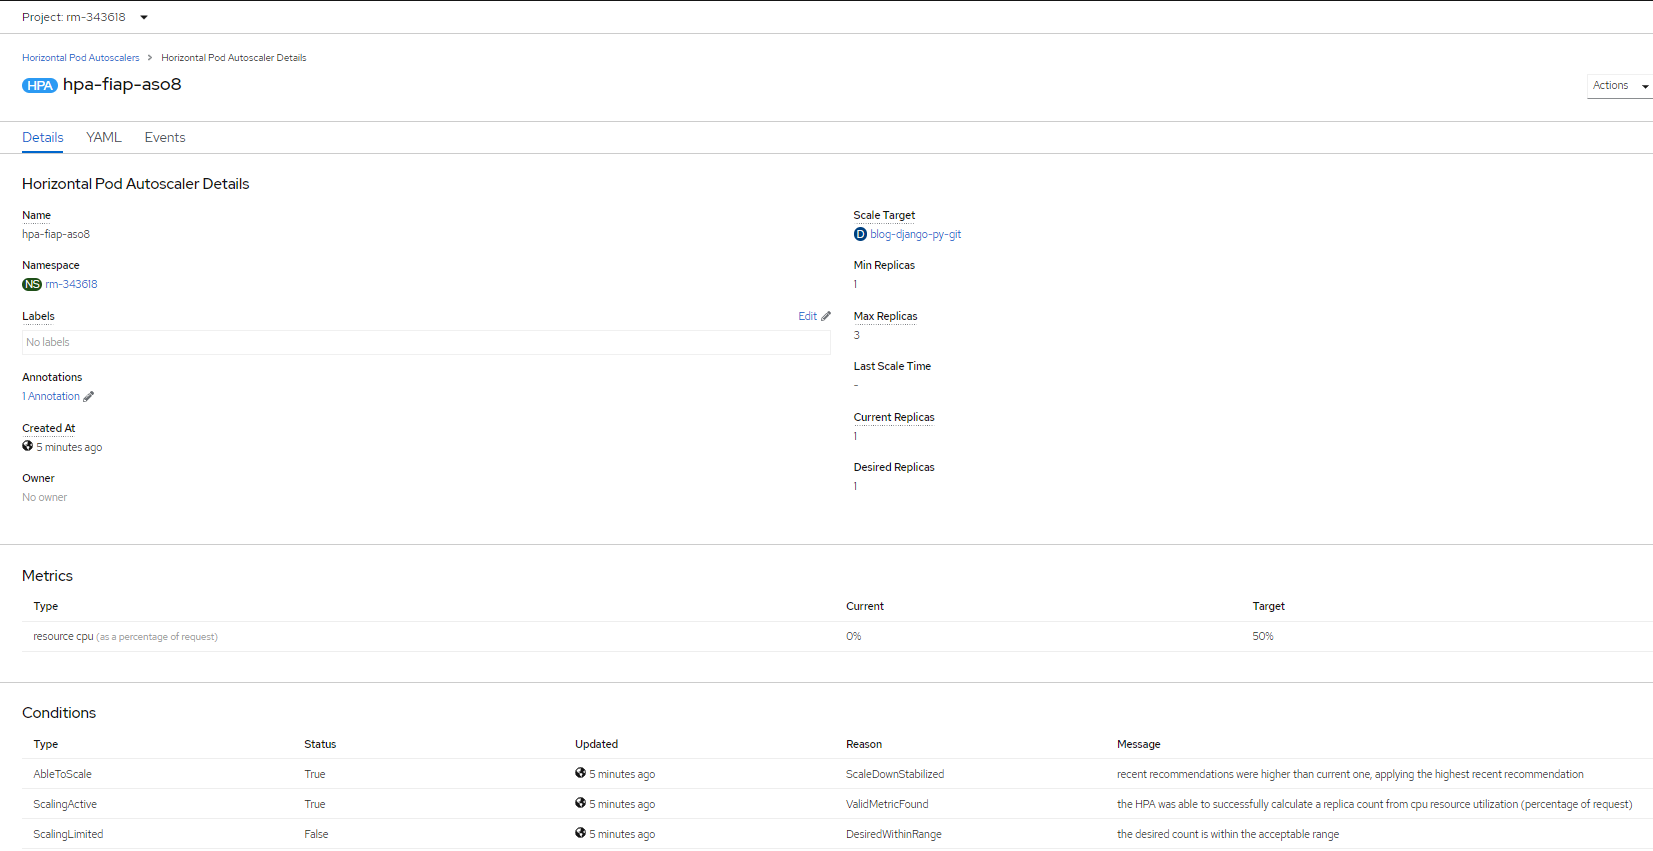 Project: rm-343618
Horizontal Pod Autoscalers > Horizontal Pod Autoscaler Details
HPA hpa-fiap-aso8
Actions
Details YAML Events
Horizontal Pod Autoscaler Details
Name
hpa-fiap-aso8
Namespace
NS rm-343618
Labels Edit
No labels
Annotations
1 Annotation
Created At
5 minutes ago
Owner
No owner
Scale Target
D blog-django-py-git
Min Replicas
1
Max Replicas
3
Last Scale Time
-
Current Replicas
1
Desired Replicas
1
Metrics
Type Current Target
resource cpu (as a percentage of request) 0% 50%
Conditions
Type Status Updated Reason Message
AbleToScale True 5 minutes ago ScaleDownStabilized recent recommendations were higher than current one, applying the highest recent recommendation
ScalingActive True 5 minutes ago ValidMetricFound the HPA was able to successfully calculate a replica count from cpu resource utilization (percentage of request)
ScalingLimited False 5 minutes ago DesiredWithinRange the desired count is within the acceptable range